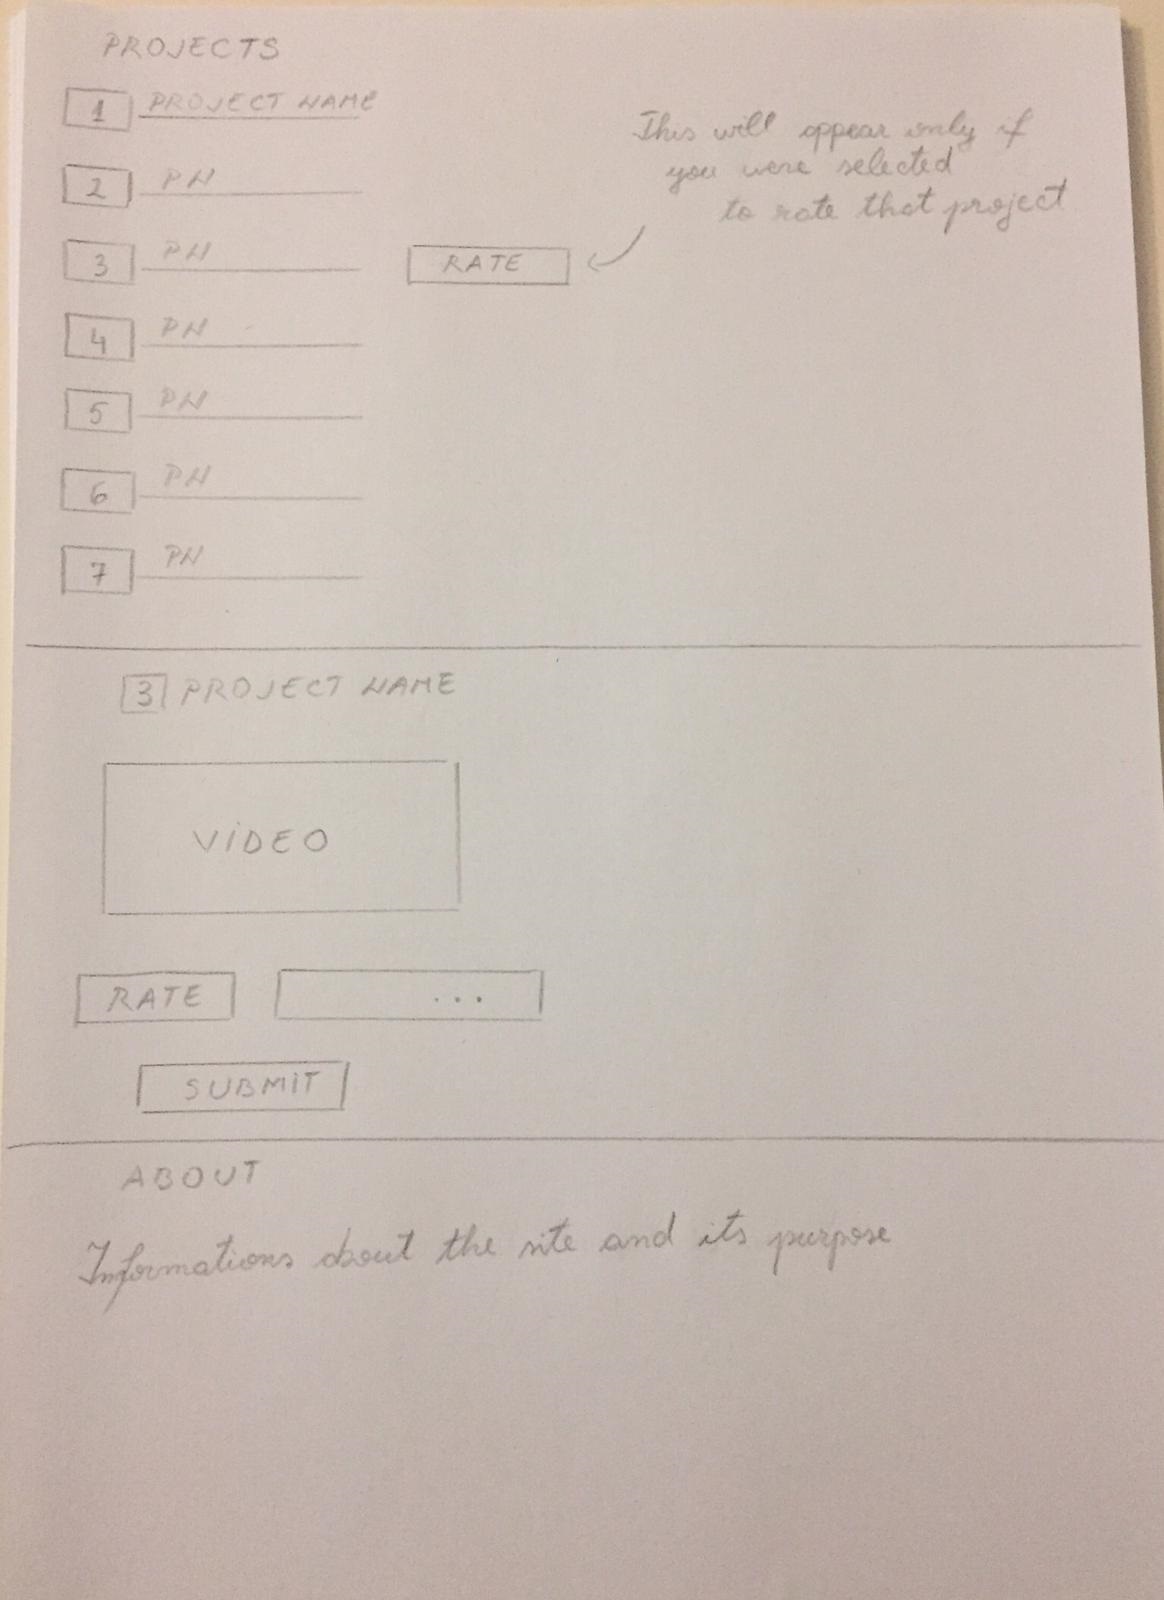 PROJECTS
1 PROJECT NAME
This will appear only if
you were selected
to rate that project
2 PN
3 PN RATE
4 PN
5 PN
6 PN
7 PN
3 PROJECT NAME
VIDEO
RATE ...
SUBMIT
ABOUT
Informations about the site and its purpose